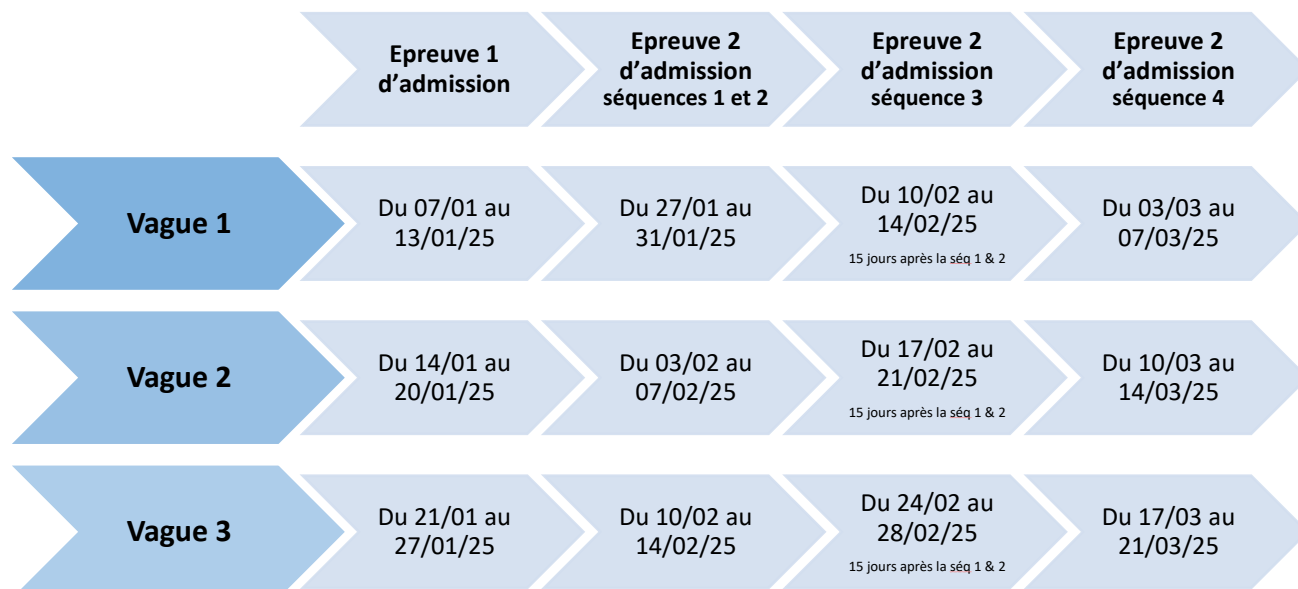 Epreuve 1
d’admission
Epreuve 2
d’admission
séquences 1 et 2
Epreuve 2
d’admission
séquence 3
Epreuve 2
d’admission
séquence 4
Vague 1
Du 07/01 au
13/01/25
Du 27/01 au
31/01/25
Du 10/02 au
14/02/25
15 jours après la séq 1 & 2
Du 03/03 au
07/03/25
Vague 2
Du 14/01 au
20/01/25
Du 03/02 au
07/02/25
Du 17/02 au
21/02/25
15 jours après la séq 1 & 2
Du 10/03 au
14/03/25
Vague 3
Du 21/01 au
27/01/25
Du 10/02 au
14/02/25
Du 24/02 au
28/02/25
15 jours après la séq 1 & 2
Du 17/03 au
21/03/25